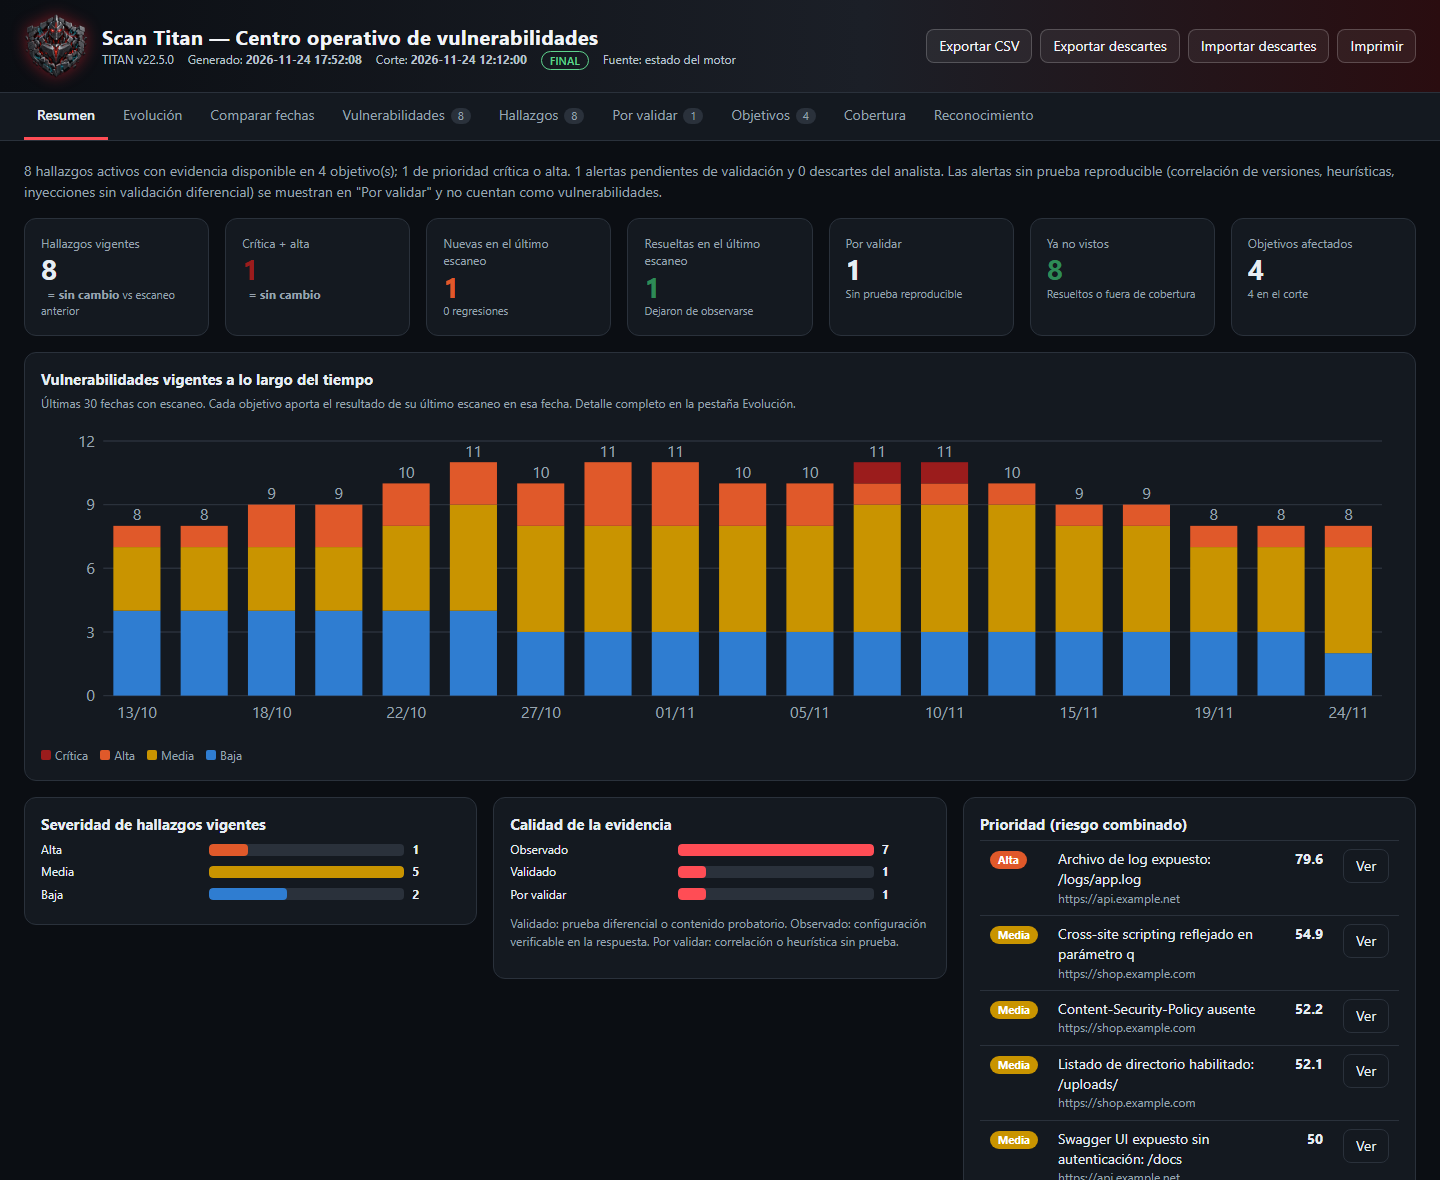 Scan Titan — Centro operativo de vulnerabilidades
TITAN v22.5.0 Generado: 2026-11-24 17:52:08 Corte: 2026-11-24 12:12:00 FINAL Fuente: estado del motor
Exportar CSV
Exportar descartes
Importar descartes
Imprimir
Resumen
Evolución
Comparar fechas
Vulnerabilidades 8
Hallazgos 8
Por validar 1
Objetivos 4
Cobertura
Reconocimiento
8 hallazgos activos con evidencia disponible en 4 objetivo(s); 1 de prioridad crítica o alta. 1 alertas pendientes de validación y 0 descartes del analista. Las alertas sin prueba reproducible (correlación de versiones, heurísticas,
inyecciones sin validación diferencial) se muestran en "Por validar" y no cuentan como vulnerabilidades.
Hallazgos vigentes
8
= sin cambio vs escaneo
anterior
Crítica + alta
1
= sin cambio
Nuevas en el último
escaneo
1
0 regresiones
Resueltas en el último
escaneo
1
Dejaron de observarse
Por validar
1
Sin prueba reproducible
Ya no vistos
8
Resueltos o fuera de cobertura
Objetivos afectados
4
4 en el corte
Vulnerabilidades vigentes a lo largo del tiempo
Últimas 30 fechas con escaneo. Cada objetivo aporta el resultado de su último escaneo en esa fecha. Detalle completo en la pestaña Evolución.
12
9
6
3
0
8 8 9 9 10 11 10 11 11 10 10 11 11 10 9 9 8 8 8
13/10 18/10 22/10 27/10 01/11 05/11 10/11 15/11 19/11 24/11
Crítica Alta Media Baja
Severidad de hallazgos vigentes
Alta 1
Media 5
Baja 2
Calidad de la evidencia
Observado 7
Validado 1
Por validar 1
Validado: prueba diferencial o contenido probatorio. Observado: configuración
verificable en la respuesta. Por validar: correlación o heurística sin prueba.
Prioridad (riesgo combinado)
Alta Archivo de log expuesto: 79.6 Ver
/logs/app.log
https://api.example.net
Media Cross-site scripting reflejado en 54.9 Ver
parámetro q
https://shop.example.com
Media Content-Security-Policy ausente 52.2 Ver
https://shop.example.com
Media Listado de directorio habilitado: 52.1 Ver
/uploads/
https://shop.example.com
Media Swagger UI expuesto sin 50 Ver
autenticación: /docs
https://api.example.net